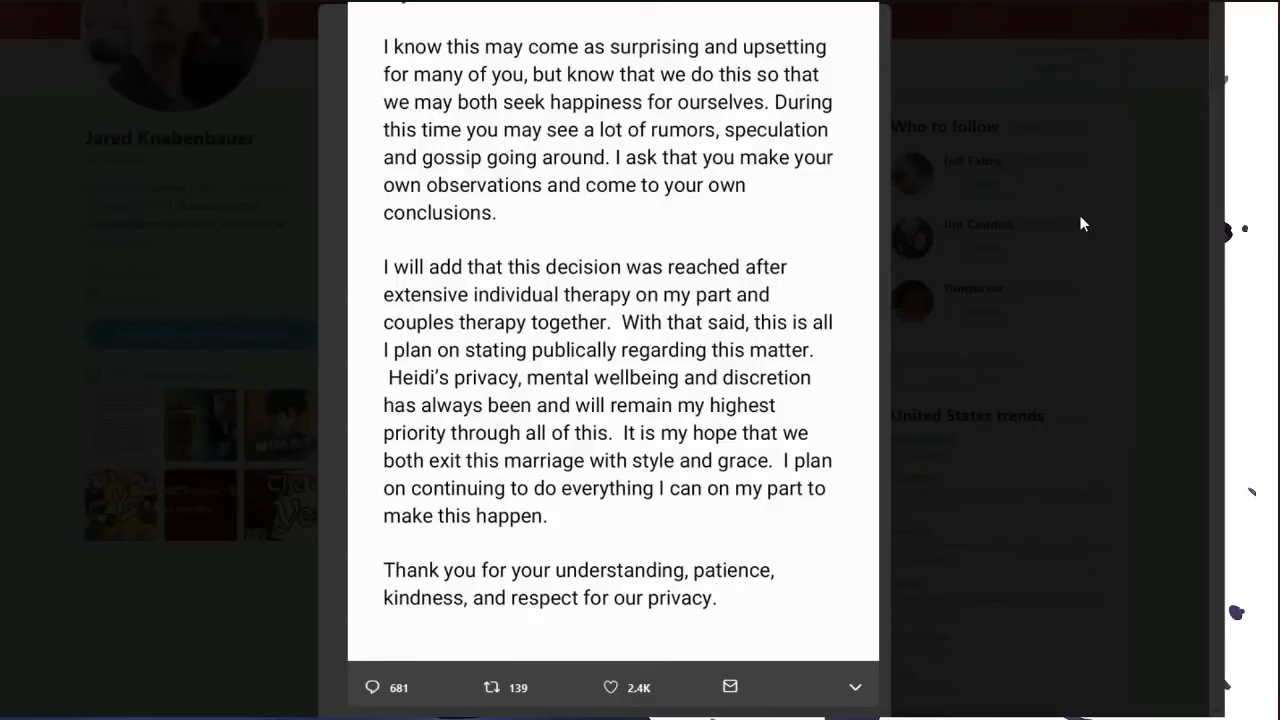 I know this may come as surprising and upsetting
for many of you, but know that we do this so that
we may both seek happiness for ourselves. During
this time you may see a lot of rumors, speculation
and gossip going around. I ask that you make your
own observations and come to your own
conclusions.
I will add that this decision was reached after
extensive individual therapy on my part and
couples therapy together. With that said, this is all
I plan on stating publically regarding this matter.
Heidi's privacy, mental wellbeing and discretion
has always been and will remain my highest
priority through all of this. It is my hope that we
both exit this marriage with style and grace. I plan
on continuing to do everything I can on my part to
make this happen.
Thank you for your understanding, patience,
kindness, and respect for our privacy.
681 139 2.4K
Jared Knabenbauer
Who to follow
Jeff Fabre
Jim Caddick
United States trends